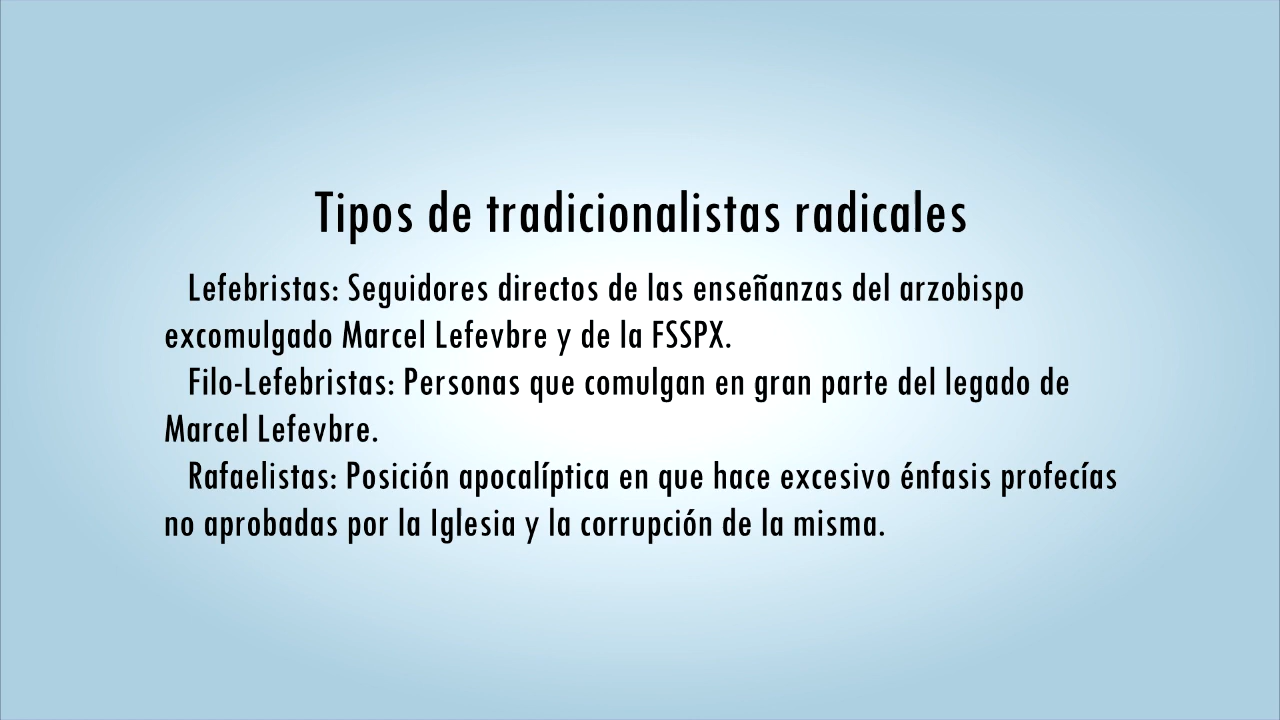 Tipos de tradicionalistas radicales
Lefebristas: Seguidores directos de las enseñanzas del arzobispo
excomulgado Marcel Lefevbre y de la FSSPX.
Filo-Lefebristas: Personas que comulgan en gran parte del legado de
Marcel Lefevbre.
Rafaelistas: Posición apocalíptica en que hace excesivo énfasis profecías
no aprobadas por la Iglesia y la corrupción de la misma.